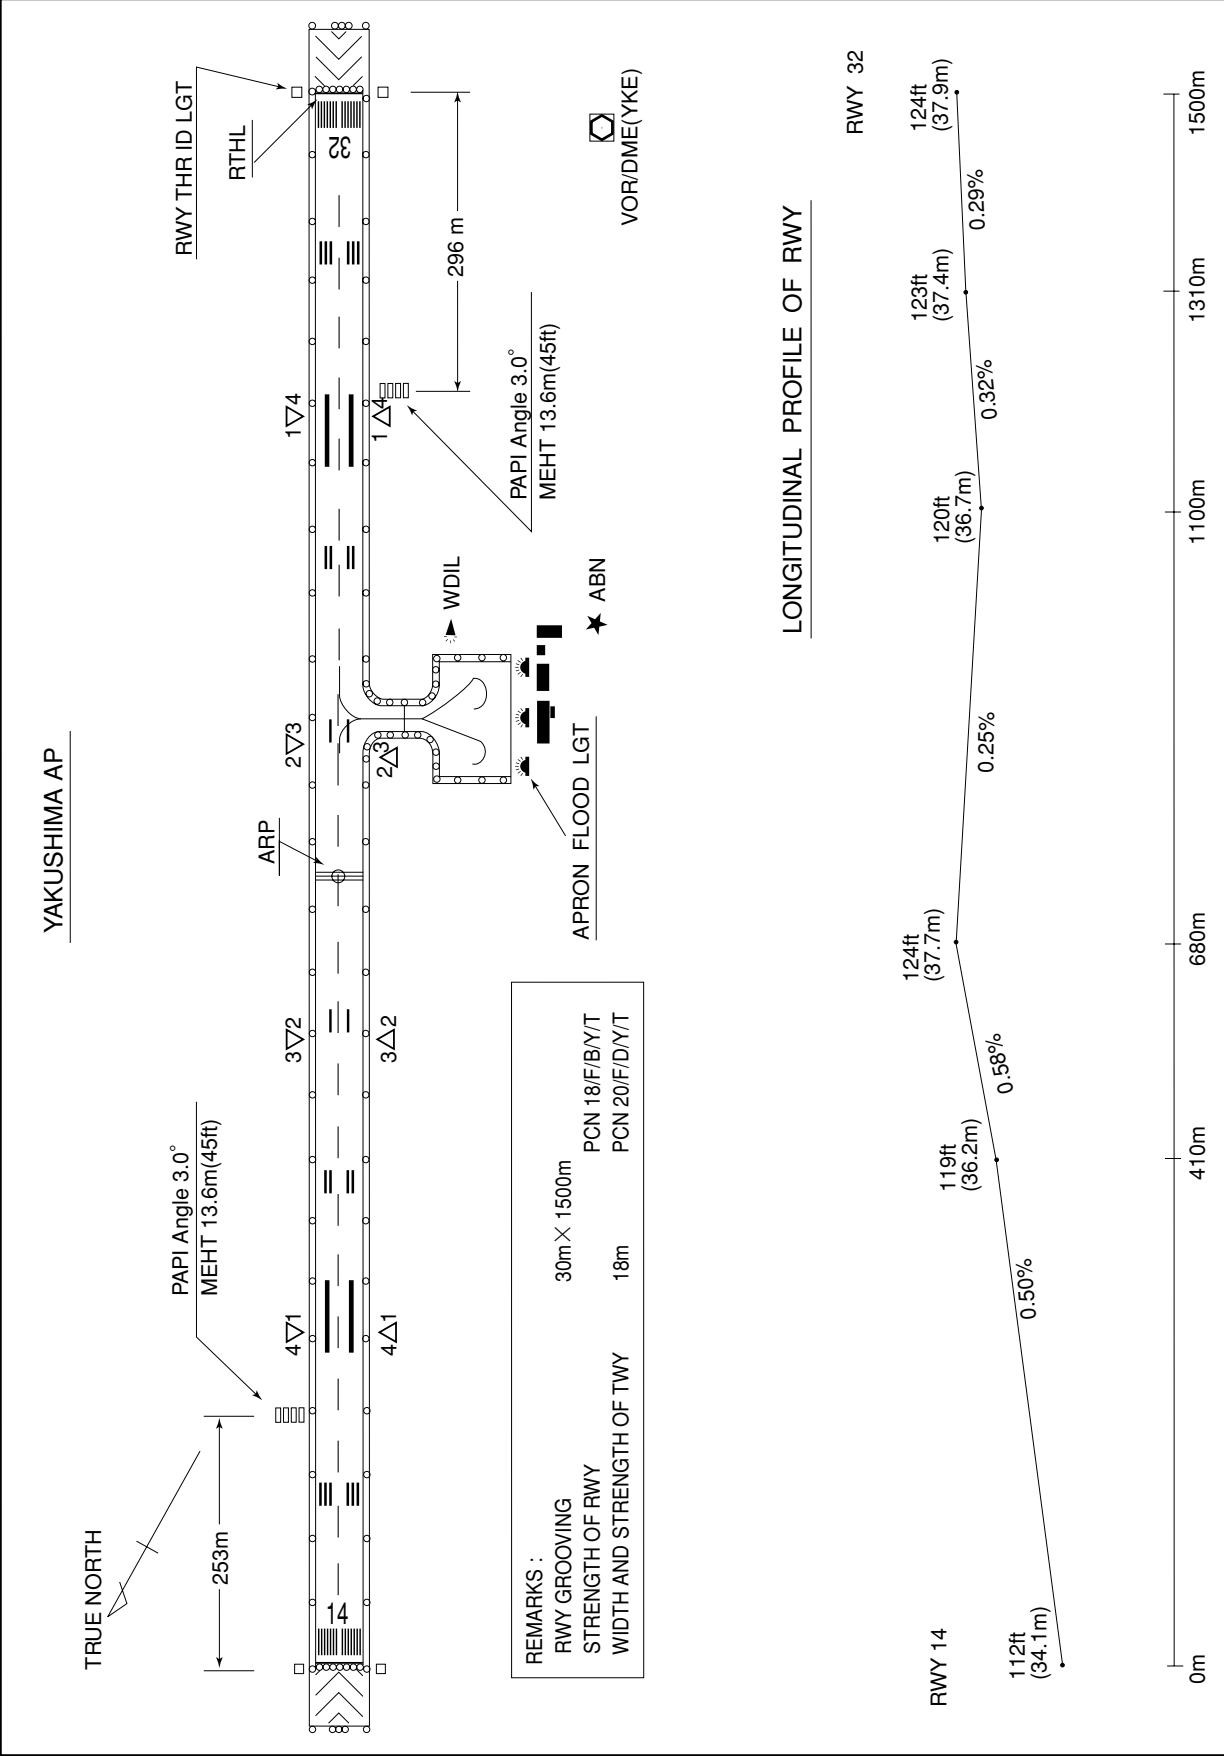 YAKUSHIMA AP
TRUE NORTH
253m
PAPI Angle 3.0°
MEHT 13.6m(45ft)
ARP
RWY THR ID LGT
RTHL
14
4▽1
3▽2
2▽3
1▽4
32
4△1
3△2
2△3
1△4
296 m
PAPI Angle 3.0°
MEHT 13.6m(45ft)
WDIL
ABN
APRON FLOOD LGT
VOR/DME(YKE)
REMARKS :
RWY GROOVING 30m×1500m
STRENGTH OF RWY PCN 18/F/B/Y/T
WIDTH AND STRENGTH OF TWY 18m PCN 20/F/D/Y/T
LONGITUDINAL PROFILE OF RWY
RWY 14
RWY 32
112ft
(34.1m)
0.50%
119ft
(36.2m)
0.58%
124ft
(37.7m)
0.25%
120ft
(36.7m)
0.32%
123ft
(37.4m)
0.29%
124ft
(37.9m)
0m
410m
680m
1100m
1310m
1500m